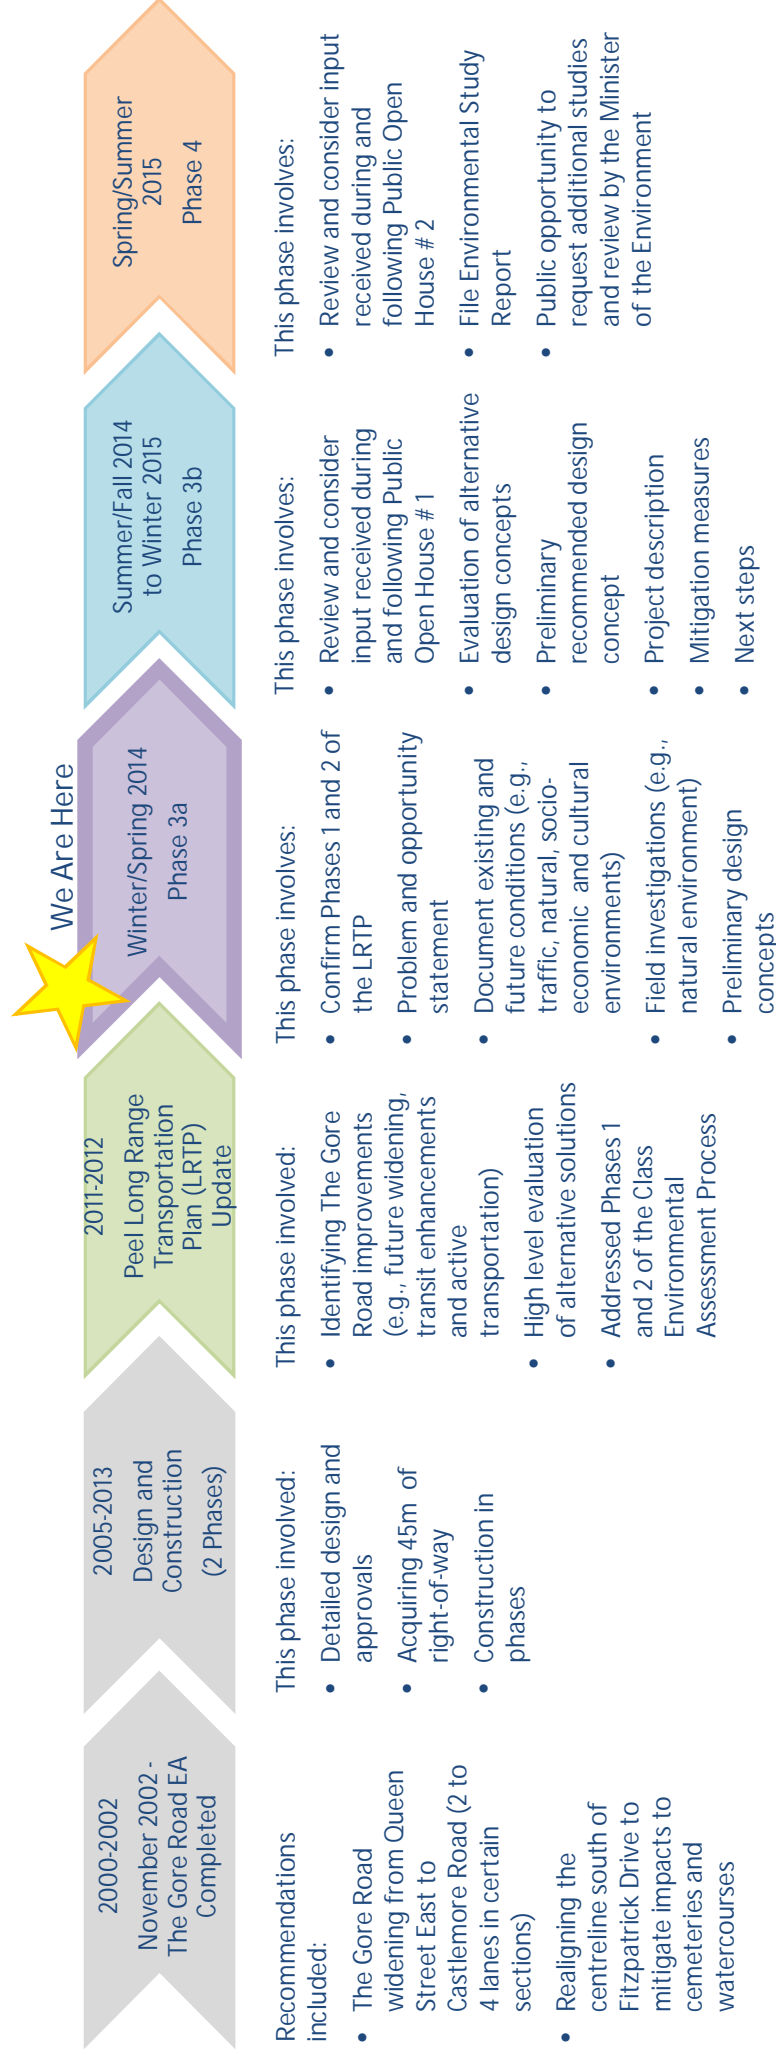 We Are Here
2000-2002
November 2002 -
The Gore Road EA
Completed
Recommendations
included:
• The Gore Road
widening from Queen
Street East to
Castlemore Road (2 to
4 lanes in certain
sections)
• Realigning the
centreline south of
Fitzpatrick Drive to
mitigate impacts to
cemeteries and
watercourses
2005-2013
Design and
Construction
(2 Phases)
This phase involved:
• Detailed design and
approvals
• Acquiring 45m of
right-of-way
• Construction in
phases
2011-2012
Peel Long Range
Transportation
Plan (LRTP)
Update
This phase involved:
• Identifying The Gore
Road improvements
(e.g., future widening,
transit enhancements
and active
transportation)
• High level evaluation
of alternative solutions
• Addressed Phases 1
and 2 of the Class
Environmental
Assessment Process
Winter/Spring 2014
Phase 3a
This phase involves:
• Confirm Phases 1 and 2 of
the LRTP
• Problem and opportunity
statement
• Document existing and
future conditions (e.g.,
traffic, natural, socio-
economic and cultural
environments)
• Field investigations (e.g.,
natural environment)
• Preliminary design
concepts
Summer/Fall 2014
to Winter 2015
Phase 3b
This phase involves:
• Review and consider
input received during
and following Public
Open House # 1
• Evaluation of alternative
design concepts
• Preliminary
recommended design
concept
• Project description
• Mitigation measures
• Next steps
Spring/Summer
2015
Phase 4
This phase involves:
• Review and consider input
received during and
following Public Open
House # 2
• File Environmental Study
Report
• Public opportunity to
request additional studies
and review by the Minister
of the Environment